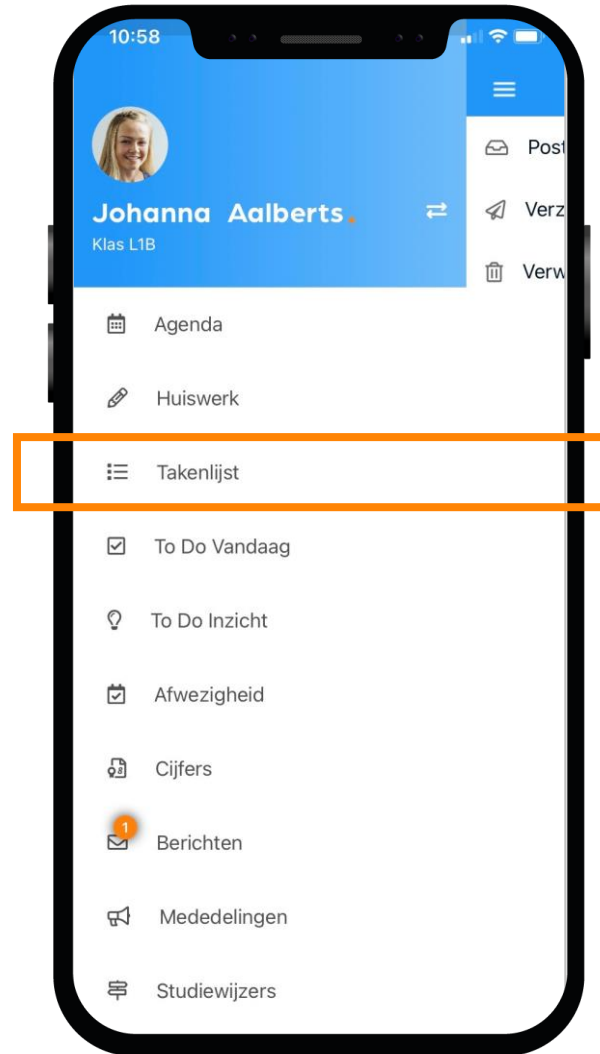 10:58
Johanna Aalberts.
Klas L1B
Post
Verz
Verw
Agenda
Huiswerk
Takenlijst
To Do Vandaag
To Do Inzicht
Afwezigheid
Cijfers
1
Berichten
Mededelingen
Studiewijzers